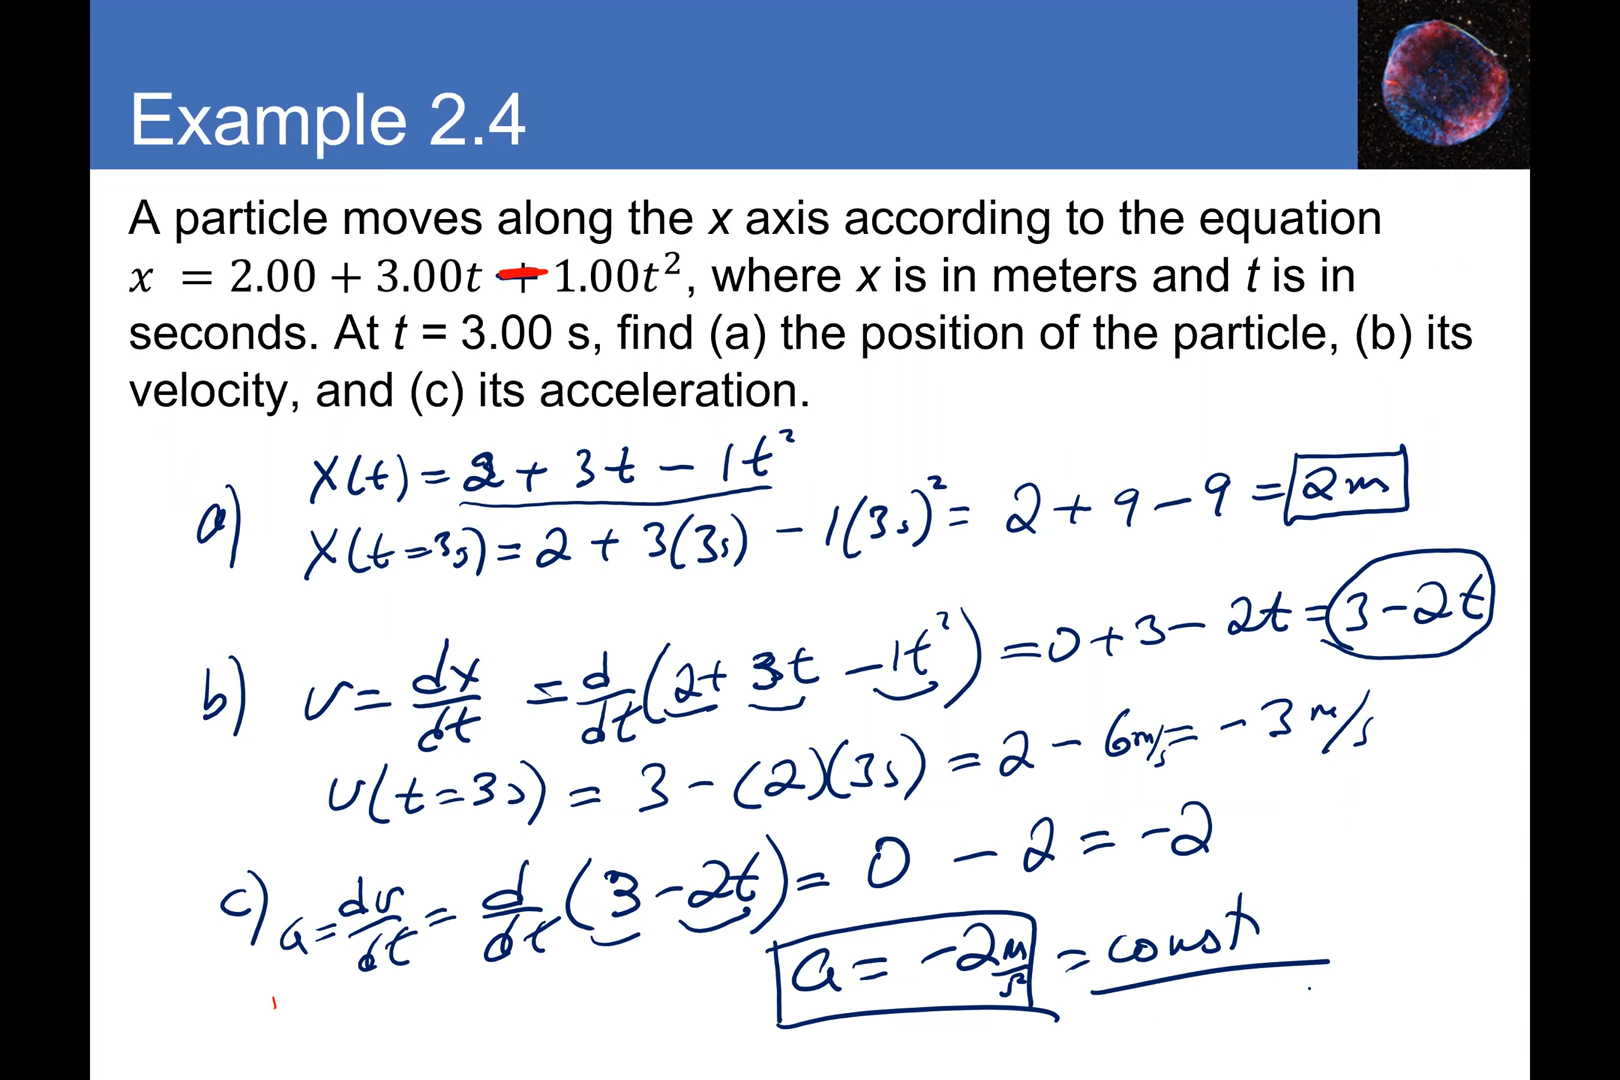 Example 2.4
A particle moves along the x axis according to the equation
x = 2.00 + 3.00t − 1.00t², where x is in meters and t is in
seconds. At t = 3.00 s, find (a) the position of the particle, (b) its
velocity, and (c) its acceleration.
a) x(t) = 2 + 3t − 1t²
x(t=3s) = 2 + 3(3s) − 1(3s)² = 2 + 9 − 9 = 2m
b) v = dx/dt = d/dt (2 + 3t − 1t²) = 0 + 3 − 2t = 3 − 2t
v(t=3s) = 3 − (2)(3s) = 2 − 6m/s = −3 m/s
c) a = dv/dt = d/dt (3 − 2t) = 0 − 2 = −2
a = −2 m/s² = const